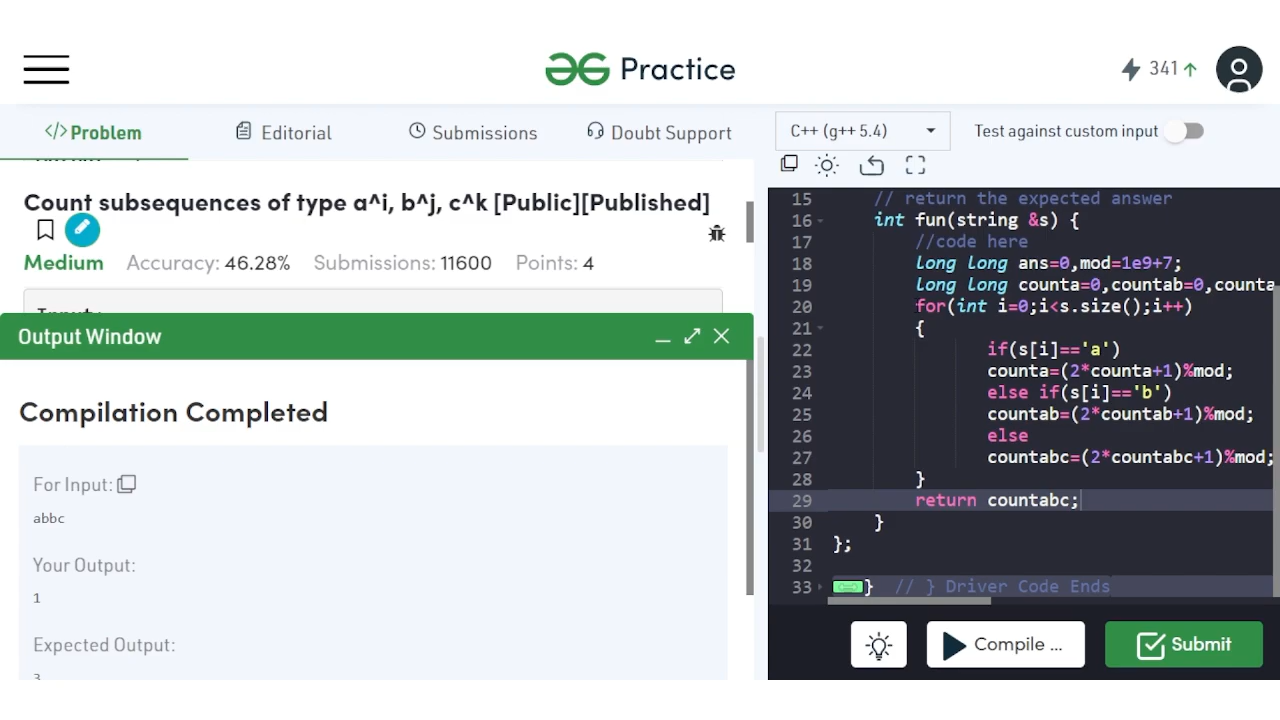 Practice
341
</>Problem
Editorial
Submissions
Doubt Support
C++ (g++ 5.4)
Test against custom input
Count subsequences of type a^i, b^j, c^k [Public][Published]
Medium Accuracy: 46.28% Submissions: 11600 Points: 4
Input:
Output Window
Compilation Completed
For Input:
abbc
Your Output:
1
Expected Output:
3
15 // return the expected answer
16 int fun(string &s) {
17 //code here
18 long long ans=0,mod=1e9+7;
19 long long counta=0,countab=0,counta
20 for(int i=0;i<s.size();i++)
21 {
22 if(s[i]=='a')
23 counta=(2*counta+1)%mod;
24 else if(s[i]=='b')
25 countab=(2*countab+1)%mod;
26 else
27 countabc=(2*countabc+1)%mod;
28 }
29 return countabc;
30 }
31 };
32
33 } // } Driver Code Ends
Compile ...
Submit